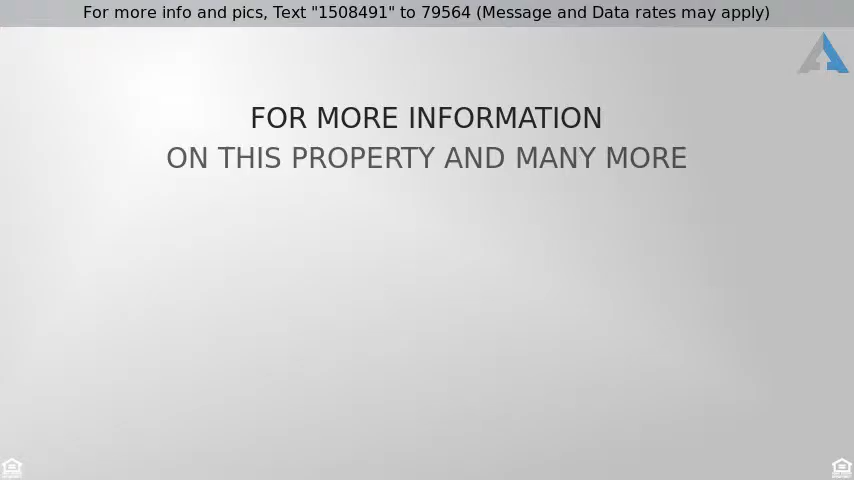 For more info and pics, Text "1508491" to 79564 (Message and Data rates may apply)
FOR MORE INFORMATION
ON THIS PROPERTY AND MANY MORE